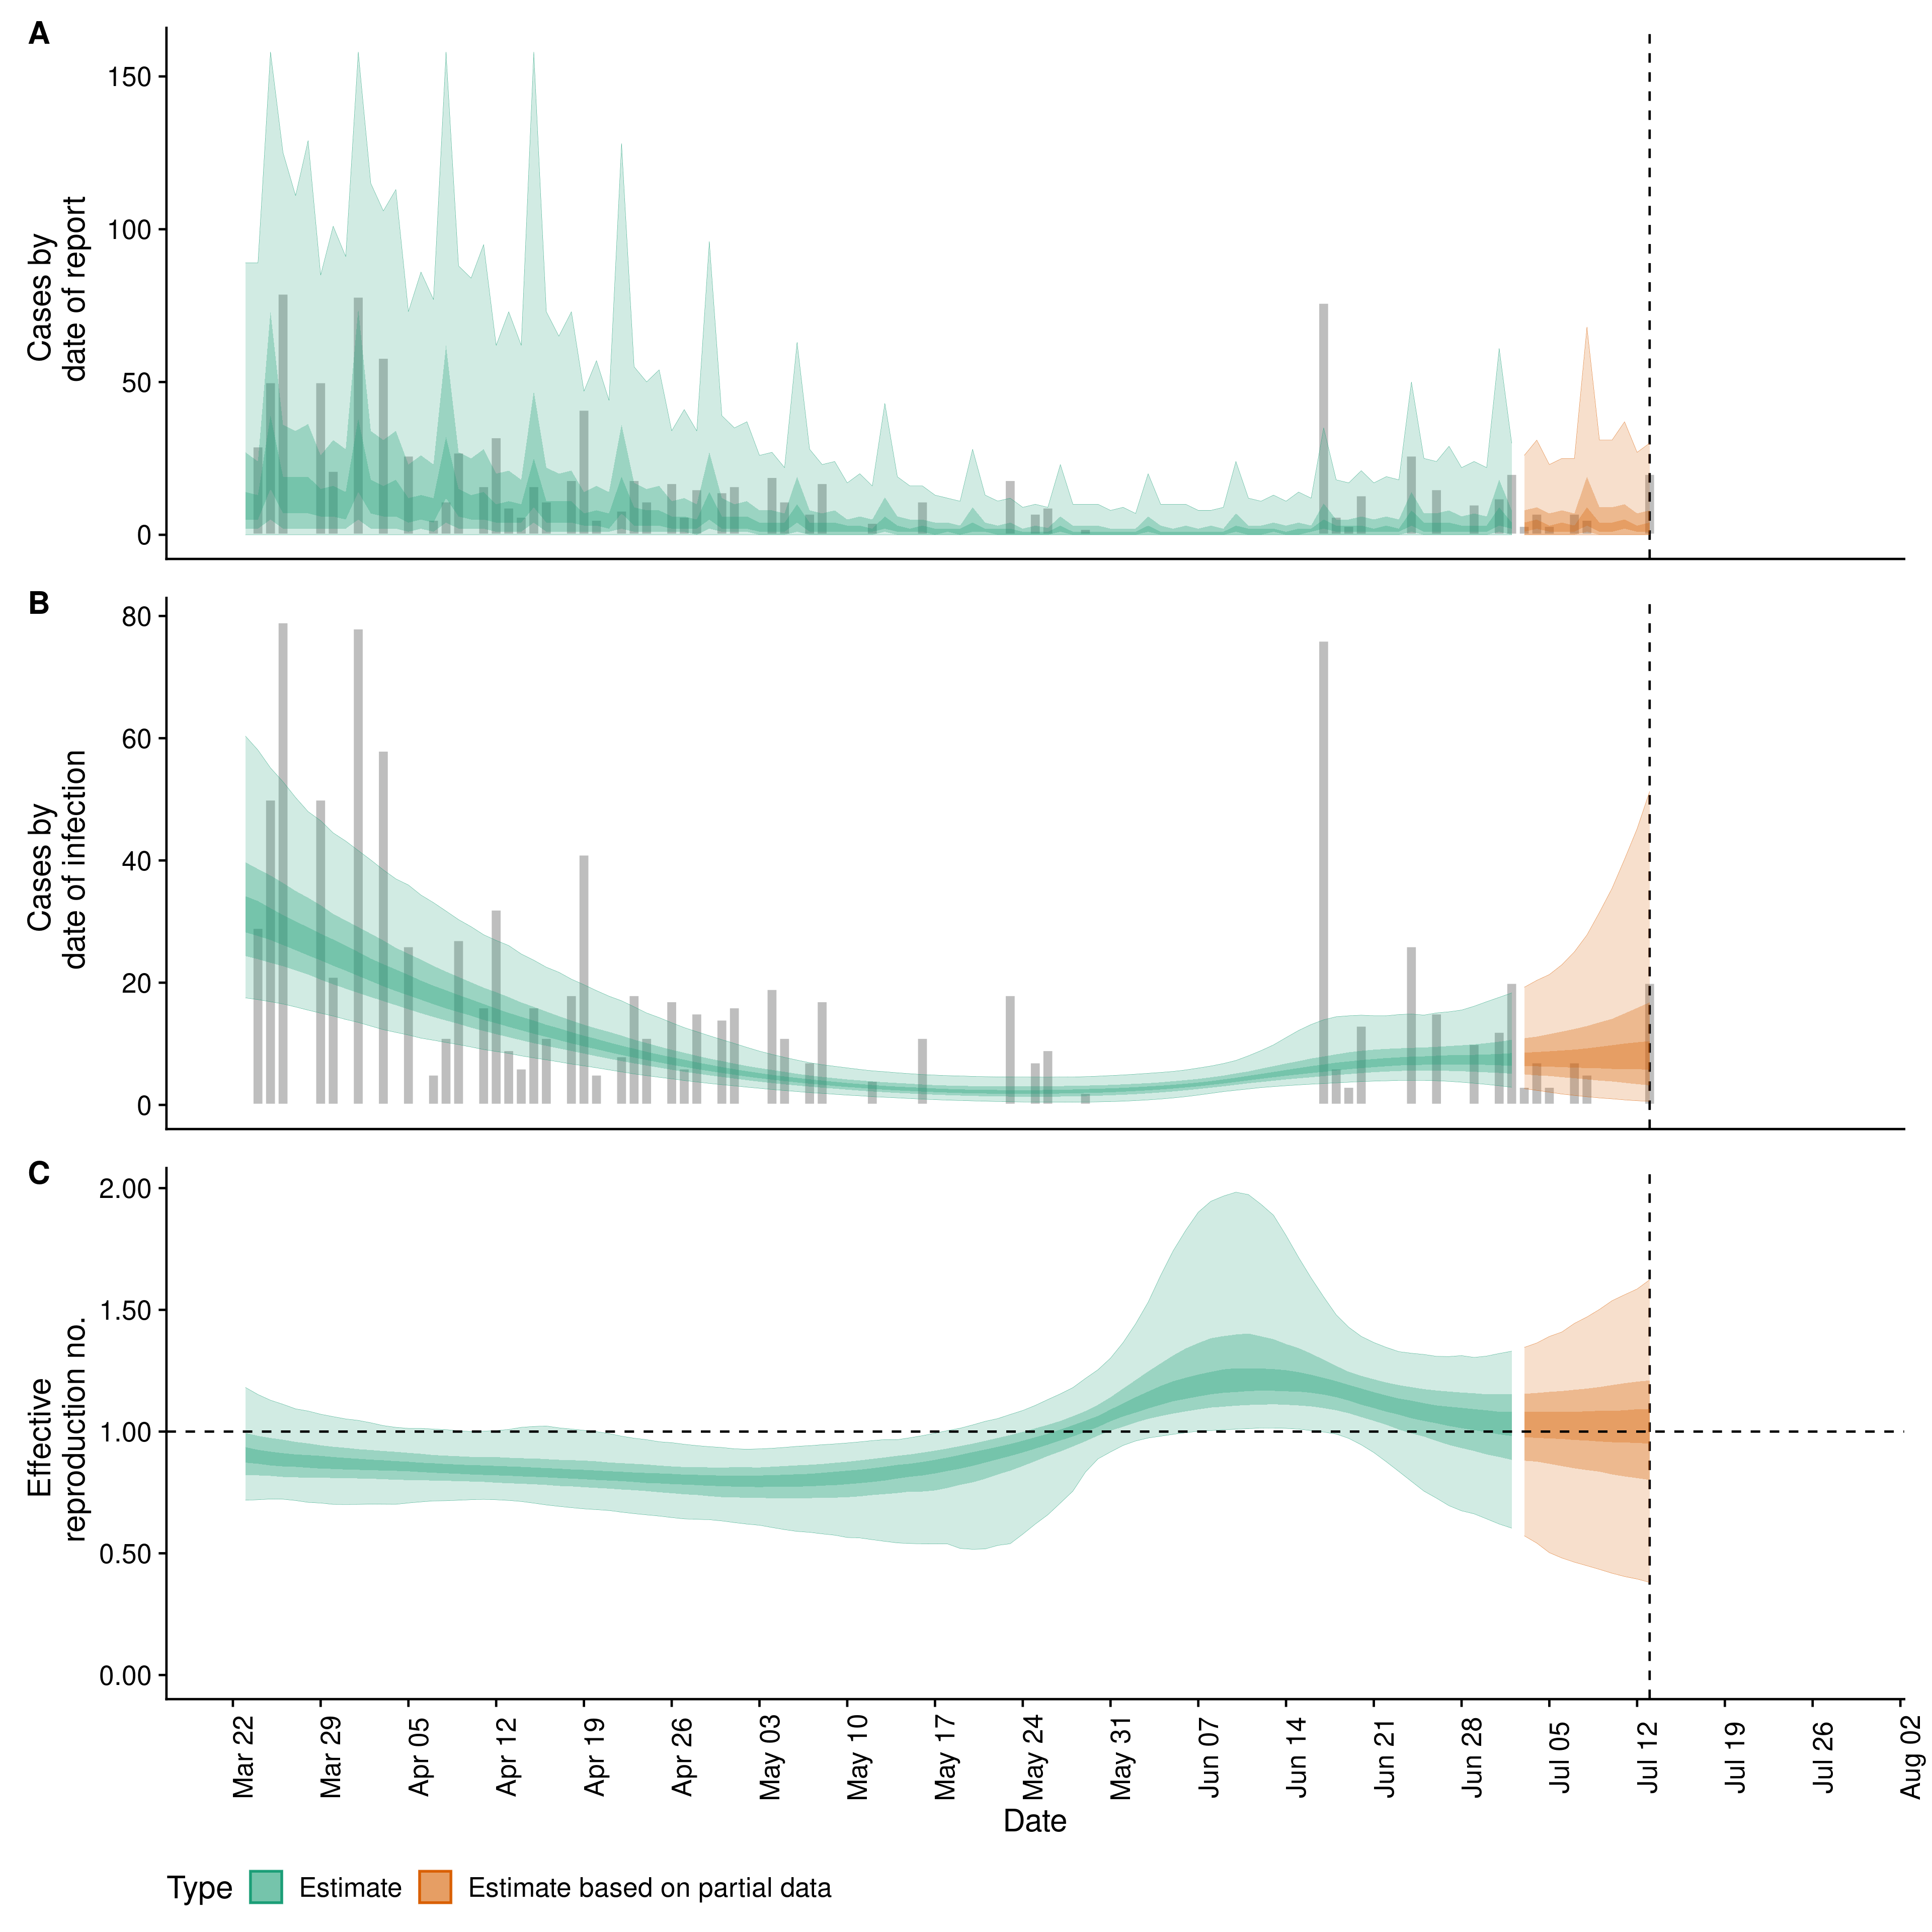 A
Cases by
date of report
150
100
50
0
B
Cases by
date of infection
80
60
40
20
0
C
Effective
reproduction no.
2.00
1.50
1.00
0.50
0.00
Mar 22
Mar 29
Apr 05
Apr 12
Apr 19
Apr 26
May 03
May 10
May 17
May 24
May 31
Jun 07
Jun 14
Jun 21
Jun 28
Jul 05
Jul 12
Jul 19
Jul 26
Aug 02
Date
Type Estimate Estimate based on partial data